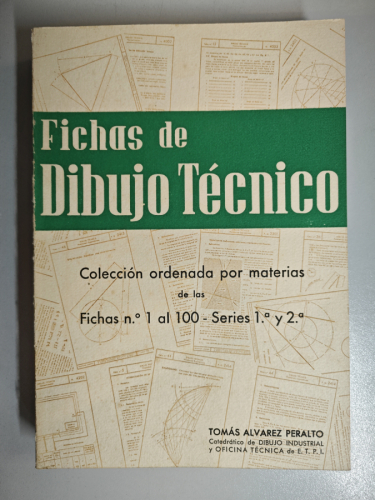 Fichas de
Dibujo Técnico
Colección ordenada por materias
de las
Fichas n.º 1 al 100 - Series 1.ª y 2.ª
TOMÁS ALVAREZ PERALTO
Catedrático de DIBUJO INDUSTRIAL
y OFICINA TÉCNICA de E. T. P. I.